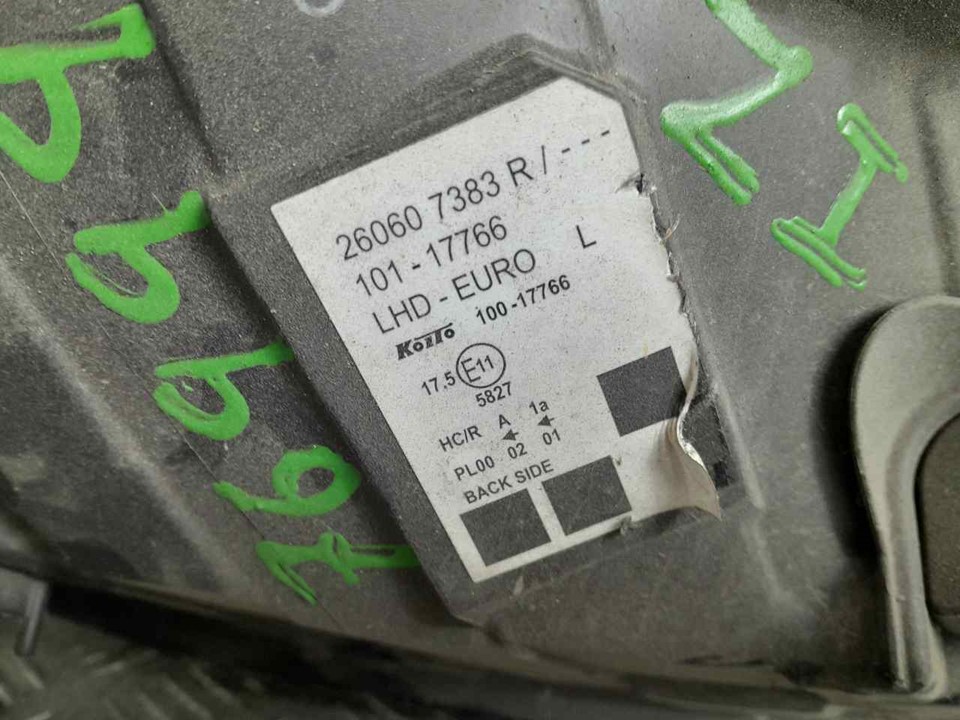 26060 7383 R / - - -
101 - 17766
LHD - EURO L
KOITO 100-17766
17.5 E11
5827
HC/R A 1a
PL00 02 01
BACK SIDE